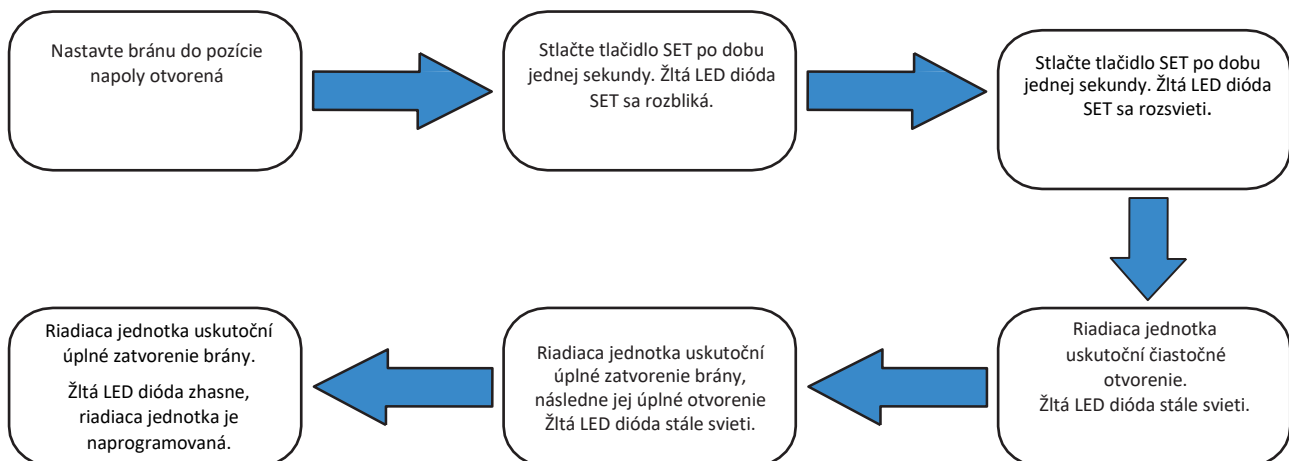 Nastavte bránu do pozície
napoly otvorená
Stlačte tlačidlo SET po dobu
jednej sekundy. Žltá LED dióda
SET sa rozbliká.
Stlačte tlačidlo SET po dobu
jednej sekundy. Žltá LED dióda
SET sa rozsvieti.
Riadiaca jednotka
uskutoční čiastočné
otvorenie.
Žltá LED dióda stále svieti.
Riadiaca jednotka uskutoční
úplné zatvorenie brány,
následne jej úplné otvorenie
Žltá LED dióda stále svieti.
Riadiaca jednotka uskutoční
úplné zatvorenie brány.
Žltá LED dióda zhasne,
riadiaca jednotka je
naprogramovaná.